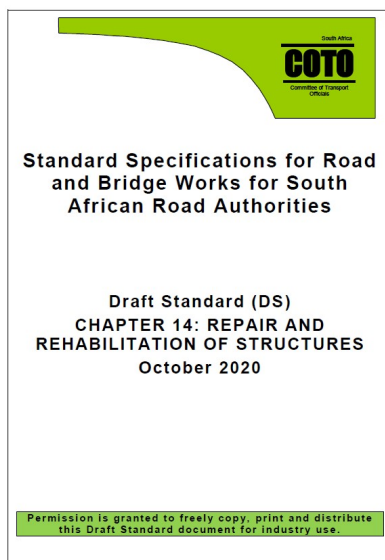 South Africa
COTO
Committee of Transport
Officials
Standard Specifications for Road
and Bridge Works for South
African Road Authorities
Draft Standard (DS)
CHAPTER 14: REPAIR AND
REHABILITATION OF STRUCTURES
October 2020
Permission is granted to freely copy, print and distribute
this Draft Standard document for industry use.